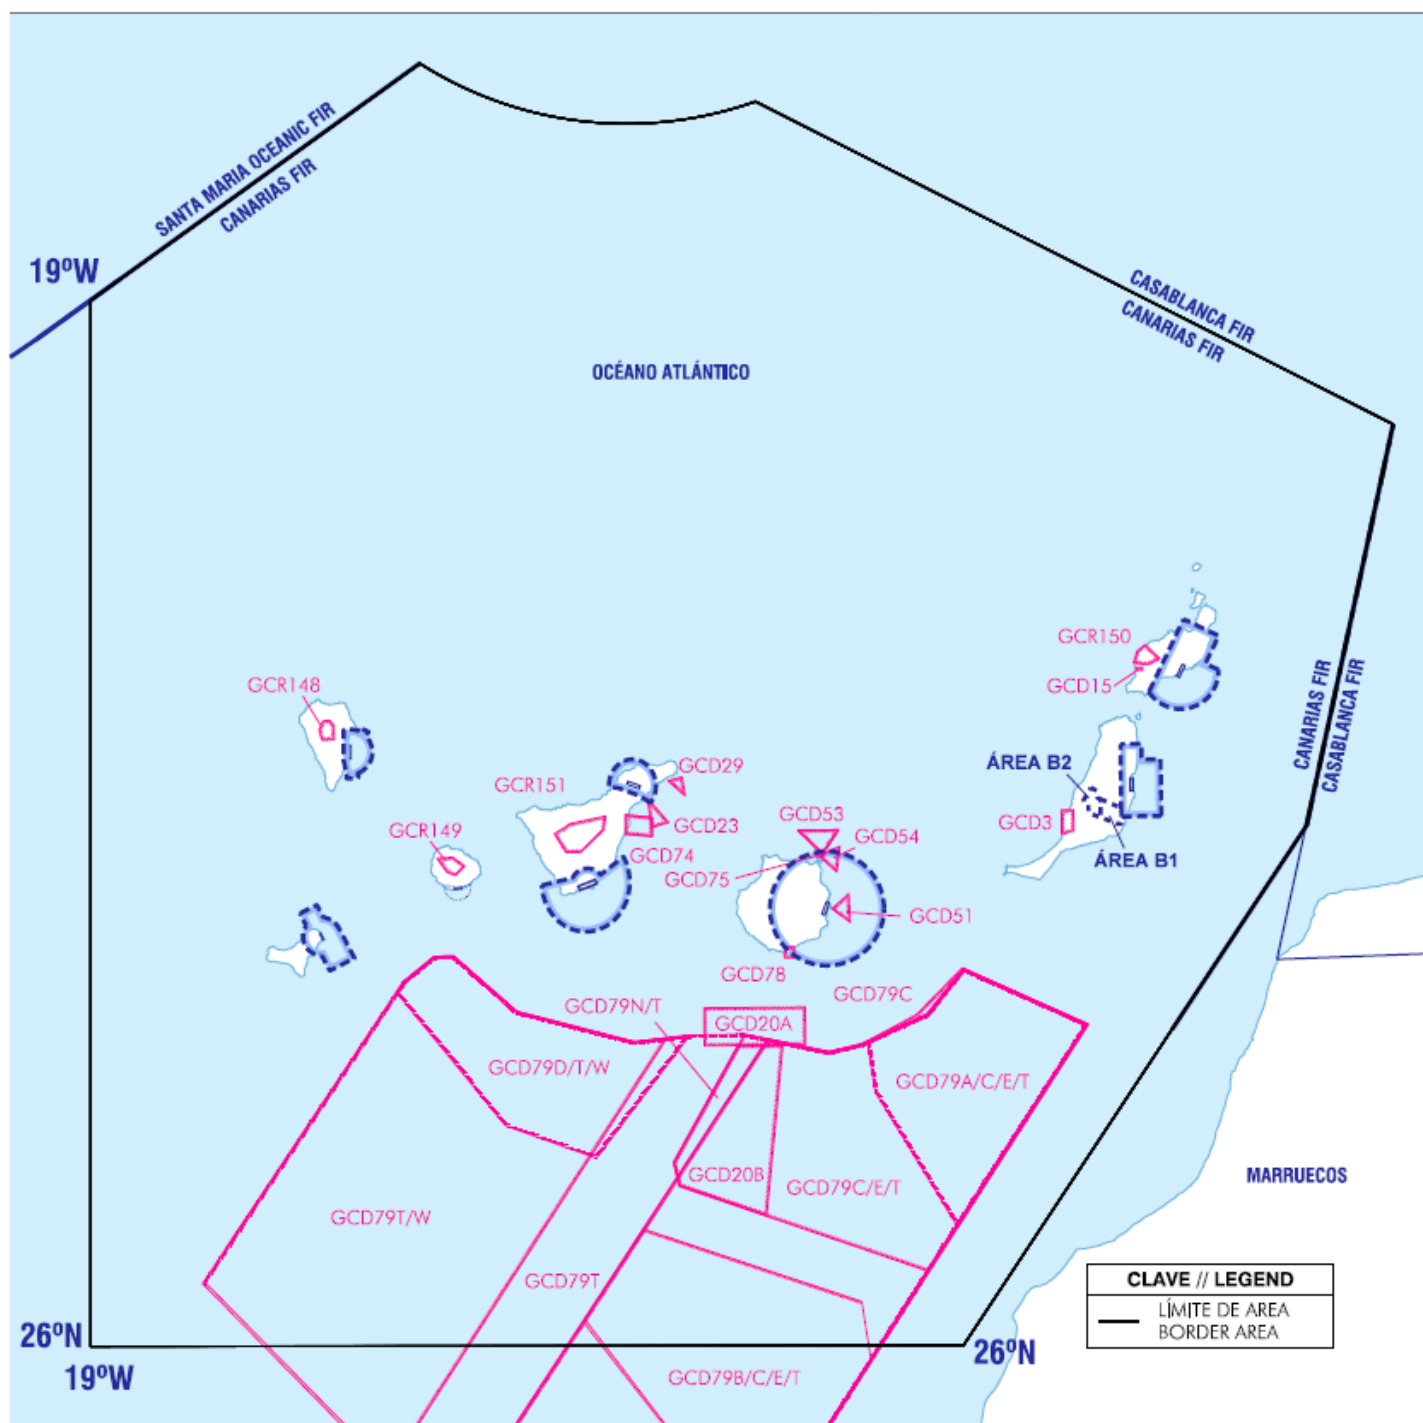 SANTA MARIA OCEANIC FIR
CANARIAS FIR
19ºW
CASABLANCA FIR
CANARIAS FIR
OCÉANO ATLÁNTICO
GCR150
GCD15
CANARIAS FIR
CASABLANCA FIR
GCR148
ÁREA B2
GCD29
GCR151
GCD53
GCD3
GCD23
GCR149
GCD54
GCD74
ÁREA B1
GCD75
GCD51
GCD78
GCD79C
GCD79N/T
GCD20A
GCD79D/T/W
GCD79A/C/E/T
GCD20B
GCD79C/E/T
MARRUECOS
GCD79T/W
GCD79T
CLAVE // LEGEND
LÍMITE DE AREA
BORDER AREA
26ºN
26ºN
19ºW
GCD79B/C/E/T